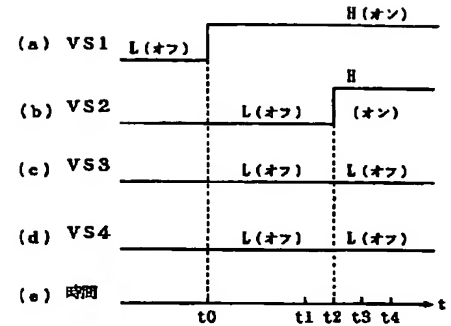 H(オン)
(a) VS1 L(オフ)
H
(b) VS2 L(オフ) (オン)
(c) VS3 L(オフ) L(オフ)
(d) VS4 L(オフ) L(オフ)
(e) 時間 t
t0 t1 t2 t3 t4